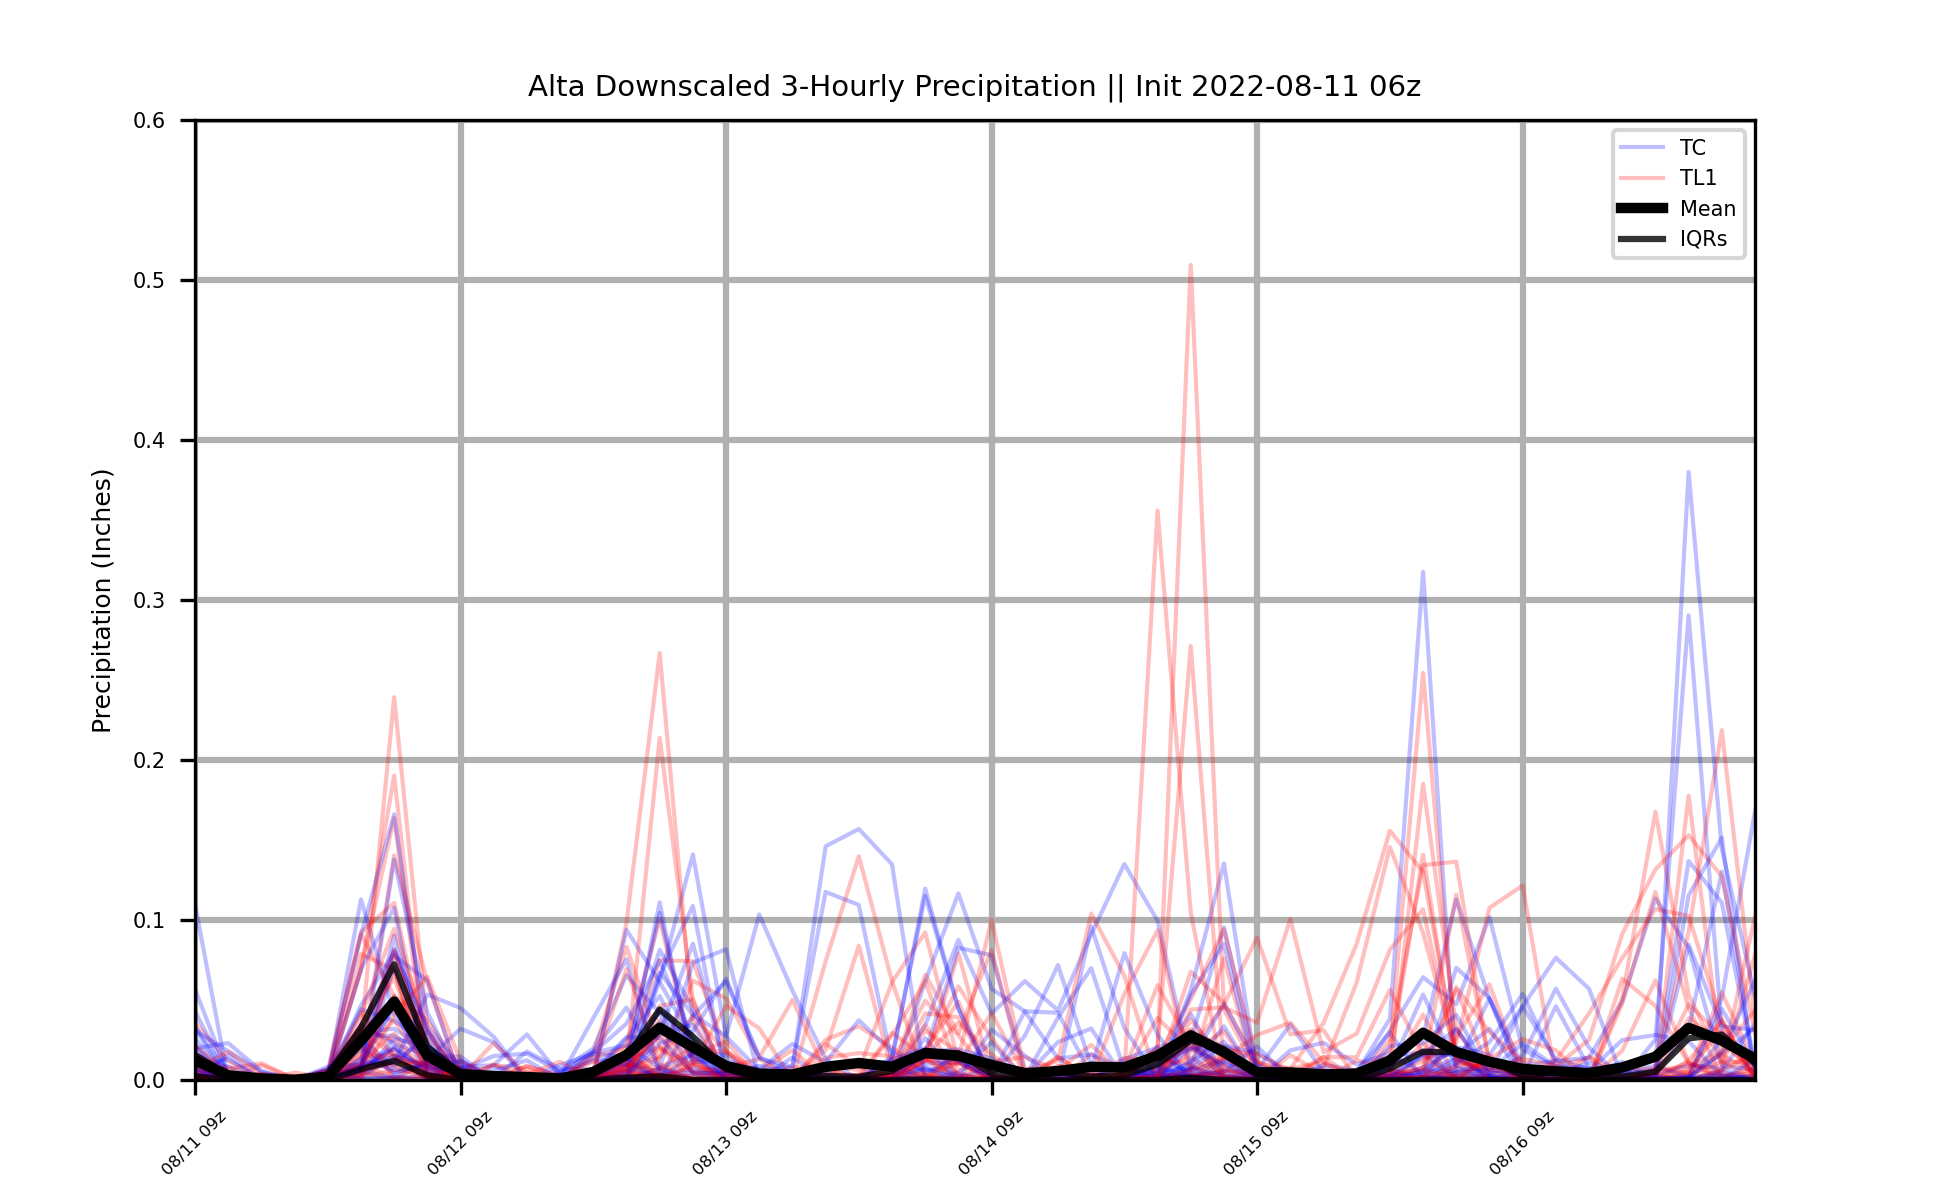 Alta Downscaled 3-Hourly Precipitation || Init 2022-08-11 06z
0.6
0.5
0.4
0.3
0.2
0.1
0.0
Precipitation (Inches)
TC
TL1
Mean
IQRs
08/11 09z
08/12 09z
08/13 09z
08/14 09z
08/15 09z
08/16 09z